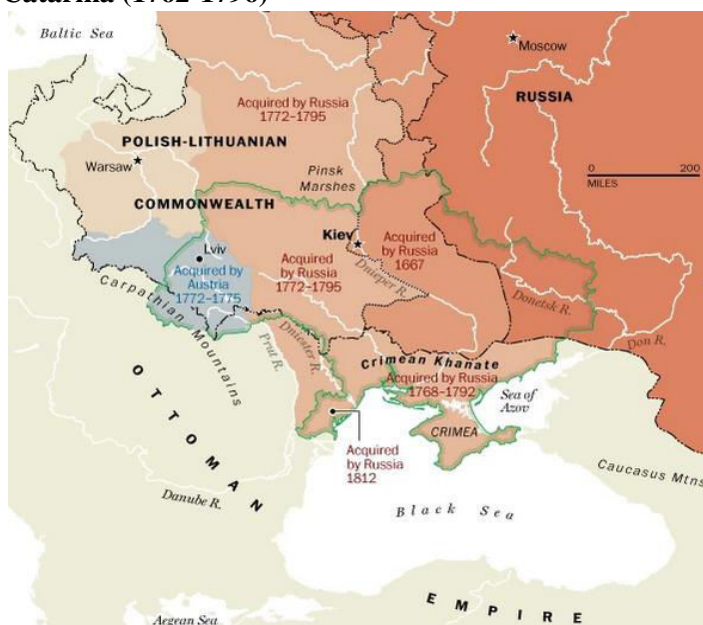 Catarina (1762-1796)
Baltic Sea
Moscow
RUSSIA
Acquired by Russia
1772–1795
POLISH-LITHUANIAN
Warsaw
Pinsk
Marshes
0 200
MILES
COMMONWEALTH
Kiev
Lviv
Acquired by
Austria
1772–1775
Acquired
by Russia
1772–1795
Acquired
by Russia
1667
Dnieper R.
Donetsk R.
Don R.
Carpathian Mountains
Prut R.
Dniester R.
Crimean Khanate
Acquired by Russia
1768–1792
Sea of
Azov
CRIMEA
OTTOMAN
Acquired
by Russia
1812
Caucasus Mtns
Danube R.
Black Sea
EMPIRE
Aegean Sea